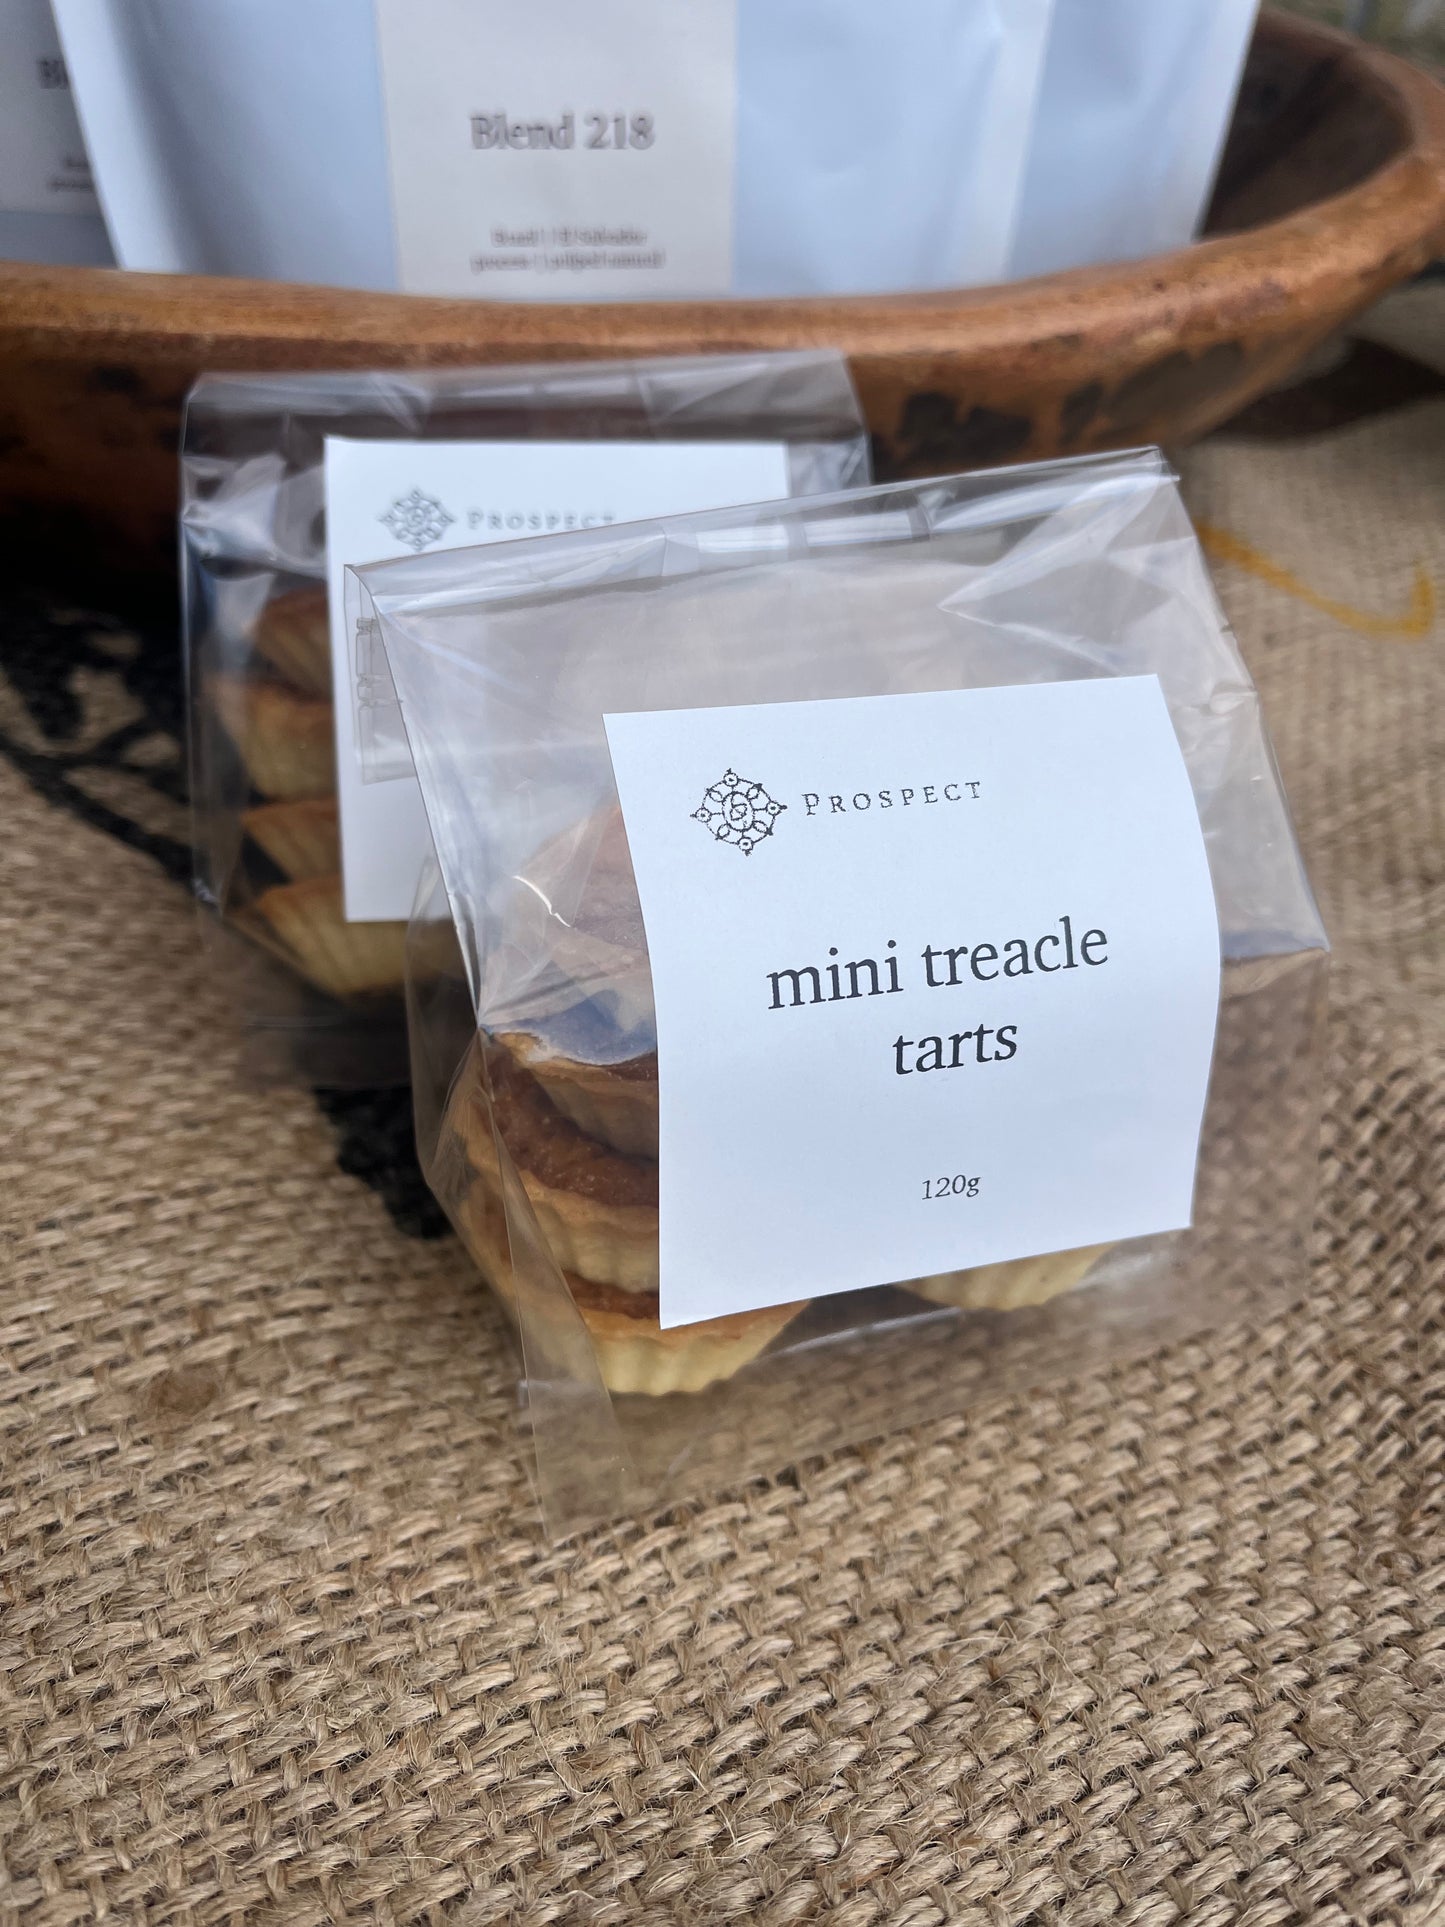 Blend 218
PROSPECT
PROSPECT
mini treacle
tarts
120g